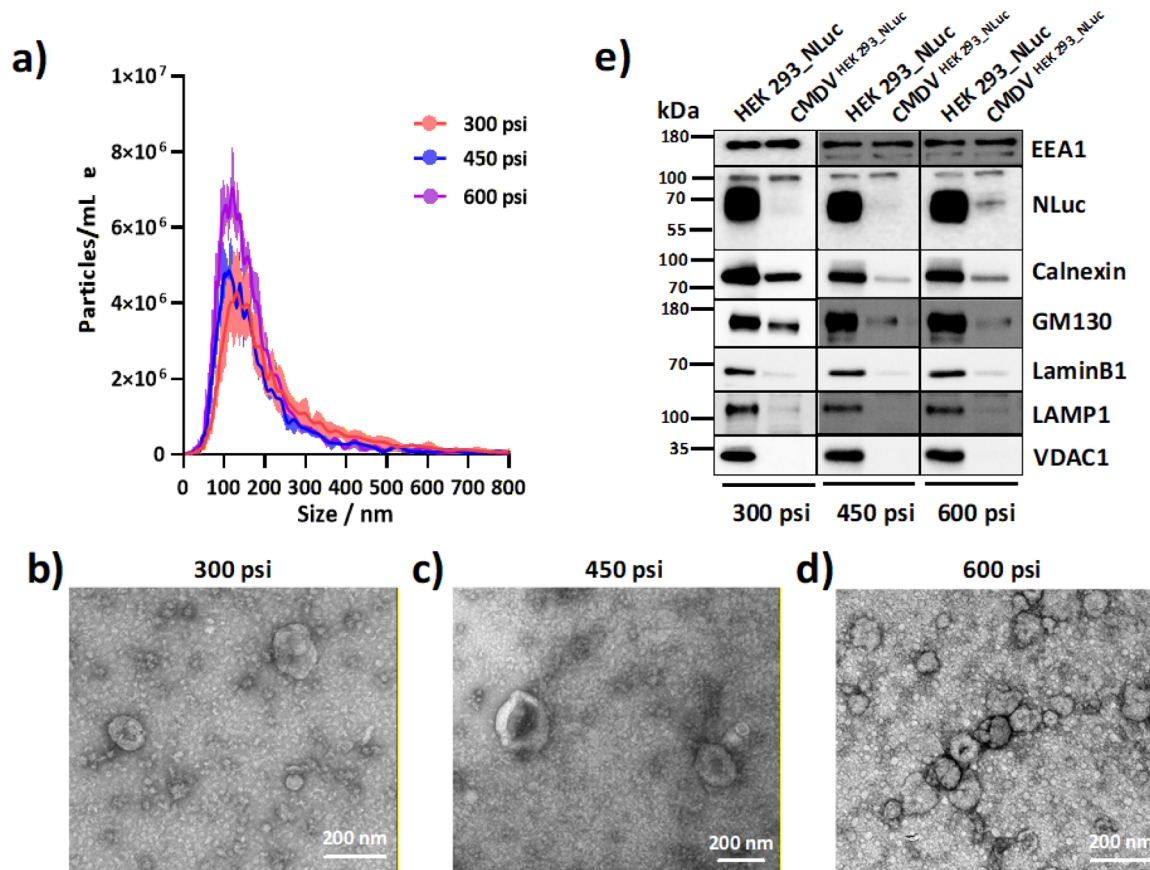 a)
Particles/mL e
1×10⁷
8×10⁶
6×10⁶
4×10⁶
2×10⁶
0
0 100 200 300 400 500 600 700 800
Size / nm
300 psi
450 psi
600 psi
e)
kDa
HEK 293_NLuc
CMDV HEK 293_NLuc
HEK 293_NLuc
CMDV HEK 293_NLuc
HEK 293_NLuc
CMDV HEK 293_NLuc
180
EEA1
100
70
55
NLuc
100
70
Calnexin
180
GM130
70
LaminB1
100
LAMP1
35
VDAC1
300 psi 450 psi 600 psi
b)
300 psi
200 nm
c)
450 psi
200 nm
d)
600 psi
200 nm